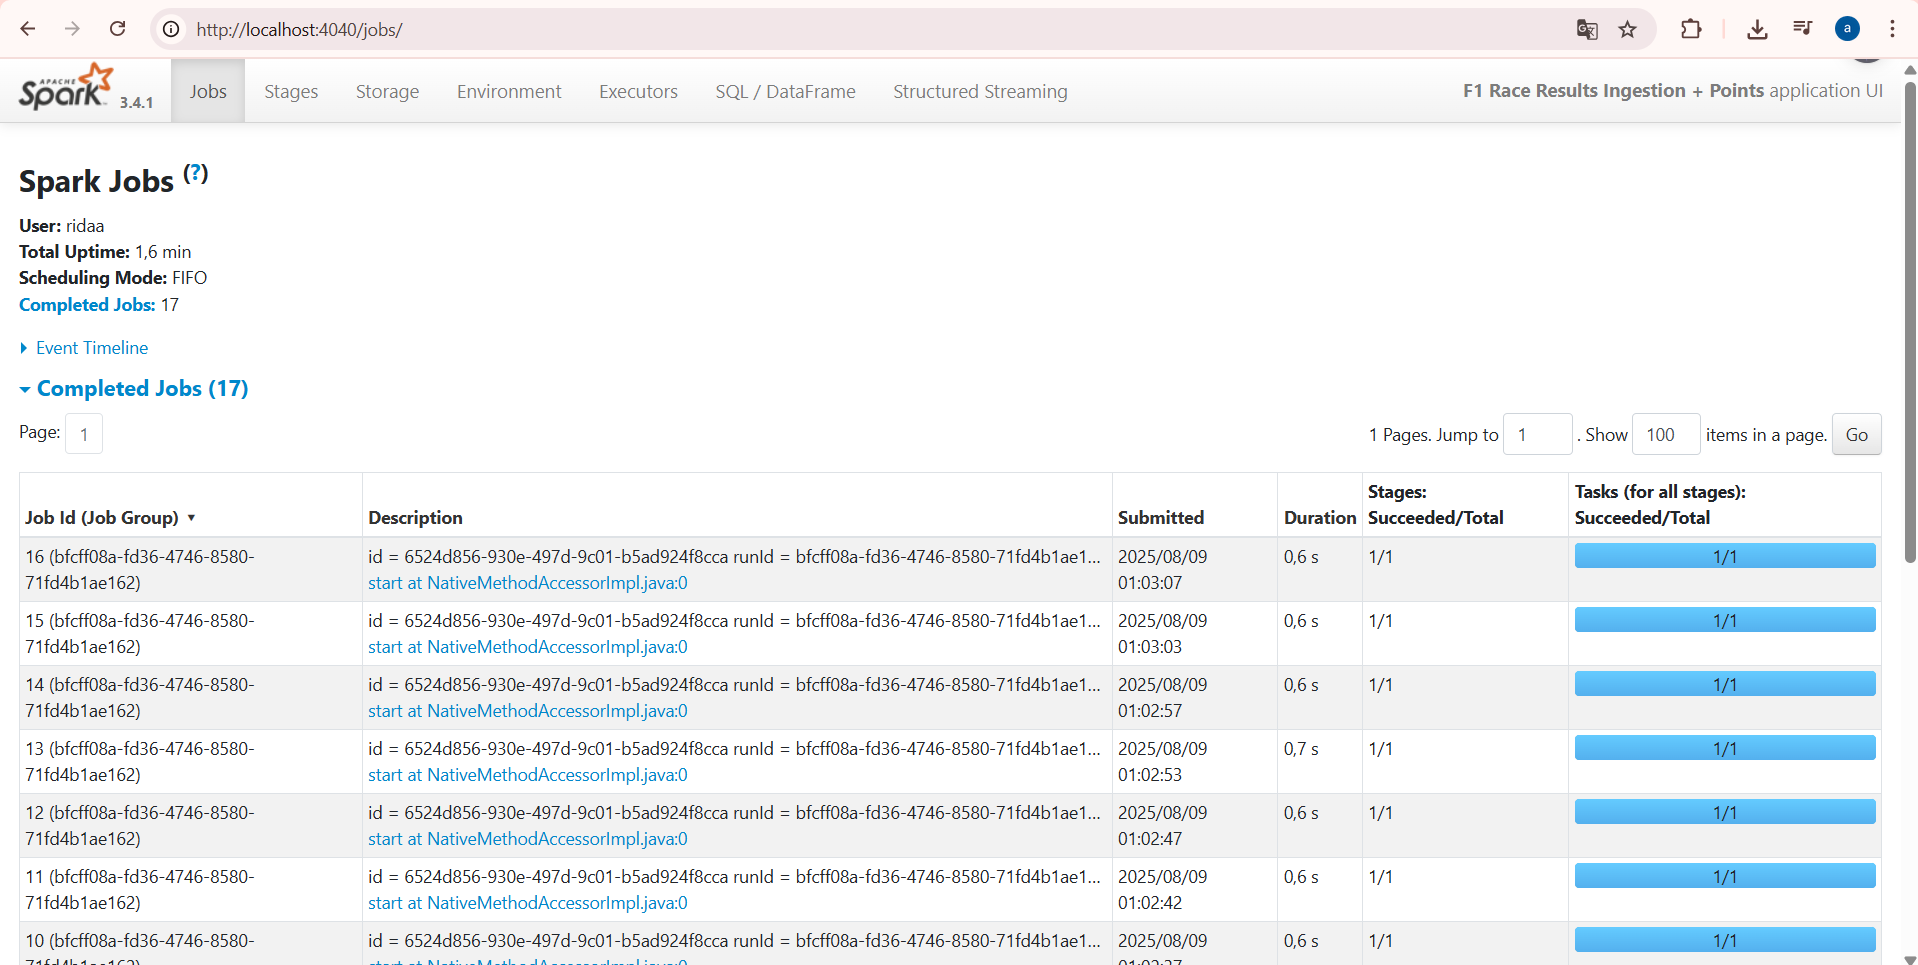 http://localhost:4040/jobs/
a
APACHE
Spark 3.4.1
Jobs Stages Storage Environment Executors SQL / DataFrame Structured Streaming
F1 Race Results Ingestion + Points application UI
Spark Jobs (?)
User: ridaa
Total Uptime: 1,6 min
Scheduling Mode: FIFO
Completed Jobs: 17
Event Timeline
Completed Jobs (17)
Page: 1
1 Pages. Jump to 1 . Show 100 items in a page. Go
Job Id (Job Group) ▾ Description Submitted Duration Stages: Succeeded/Total Tasks (for all stages): Succeeded/Total
16 (bfcff08a-fd36-4746-8580-71fd4b1ae162) id = 6524d856-930e-497d-9c01-b5ad924f8cca runId = bfcff08a-fd36-4746-8580-71fd4b1ae1... 2025/08/09 01:03:07 0,6 s 1/1 1/1
start at NativeMethodAccessorImpl.java:0
15 (bfcff08a-fd36-4746-8580-71fd4b1ae162) id = 6524d856-930e-497d-9c01-b5ad924f8cca runId = bfcff08a-fd36-4746-8580-71fd4b1ae1... 2025/08/09 01:03:03 0,6 s 1/1 1/1
start at NativeMethodAccessorImpl.java:0
14 (bfcff08a-fd36-4746-8580-71fd4b1ae162) id = 6524d856-930e-497d-9c01-b5ad924f8cca runId = bfcff08a-fd36-4746-8580-71fd4b1ae1... 2025/08/09 01:02:57 0,6 s 1/1 1/1
start at NativeMethodAccessorImpl.java:0
13 (bfcff08a-fd36-4746-8580-71fd4b1ae162) id = 6524d856-930e-497d-9c01-b5ad924f8cca runId = bfcff08a-fd36-4746-8580-71fd4b1ae1... 2025/08/09 01:02:53 0,7 s 1/1 1/1
start at NativeMethodAccessorImpl.java:0
12 (bfcff08a-fd36-4746-8580-71fd4b1ae162) id = 6524d856-930e-497d-9c01-b5ad924f8cca runId = bfcff08a-fd36-4746-8580-71fd4b1ae1... 2025/08/09 01:02:47 0,6 s 1/1 1/1
start at NativeMethodAccessorImpl.java:0
11 (bfcff08a-fd36-4746-8580-71fd4b1ae162) id = 6524d856-930e-497d-9c01-b5ad924f8cca runId = bfcff08a-fd36-4746-8580-71fd4b1ae1... 2025/08/09 01:02:42 0,6 s 1/1 1/1
start at NativeMethodAccessorImpl.java:0
10 (bfcff08a-fd36-4746-8580- id = 6524d856-930e-497d-9c01-b5ad924f8cca runId = bfcff08a-fd36-4746-8580-71fd4b1ae1... 2025/08/09 0,6 s 1/1 1/1